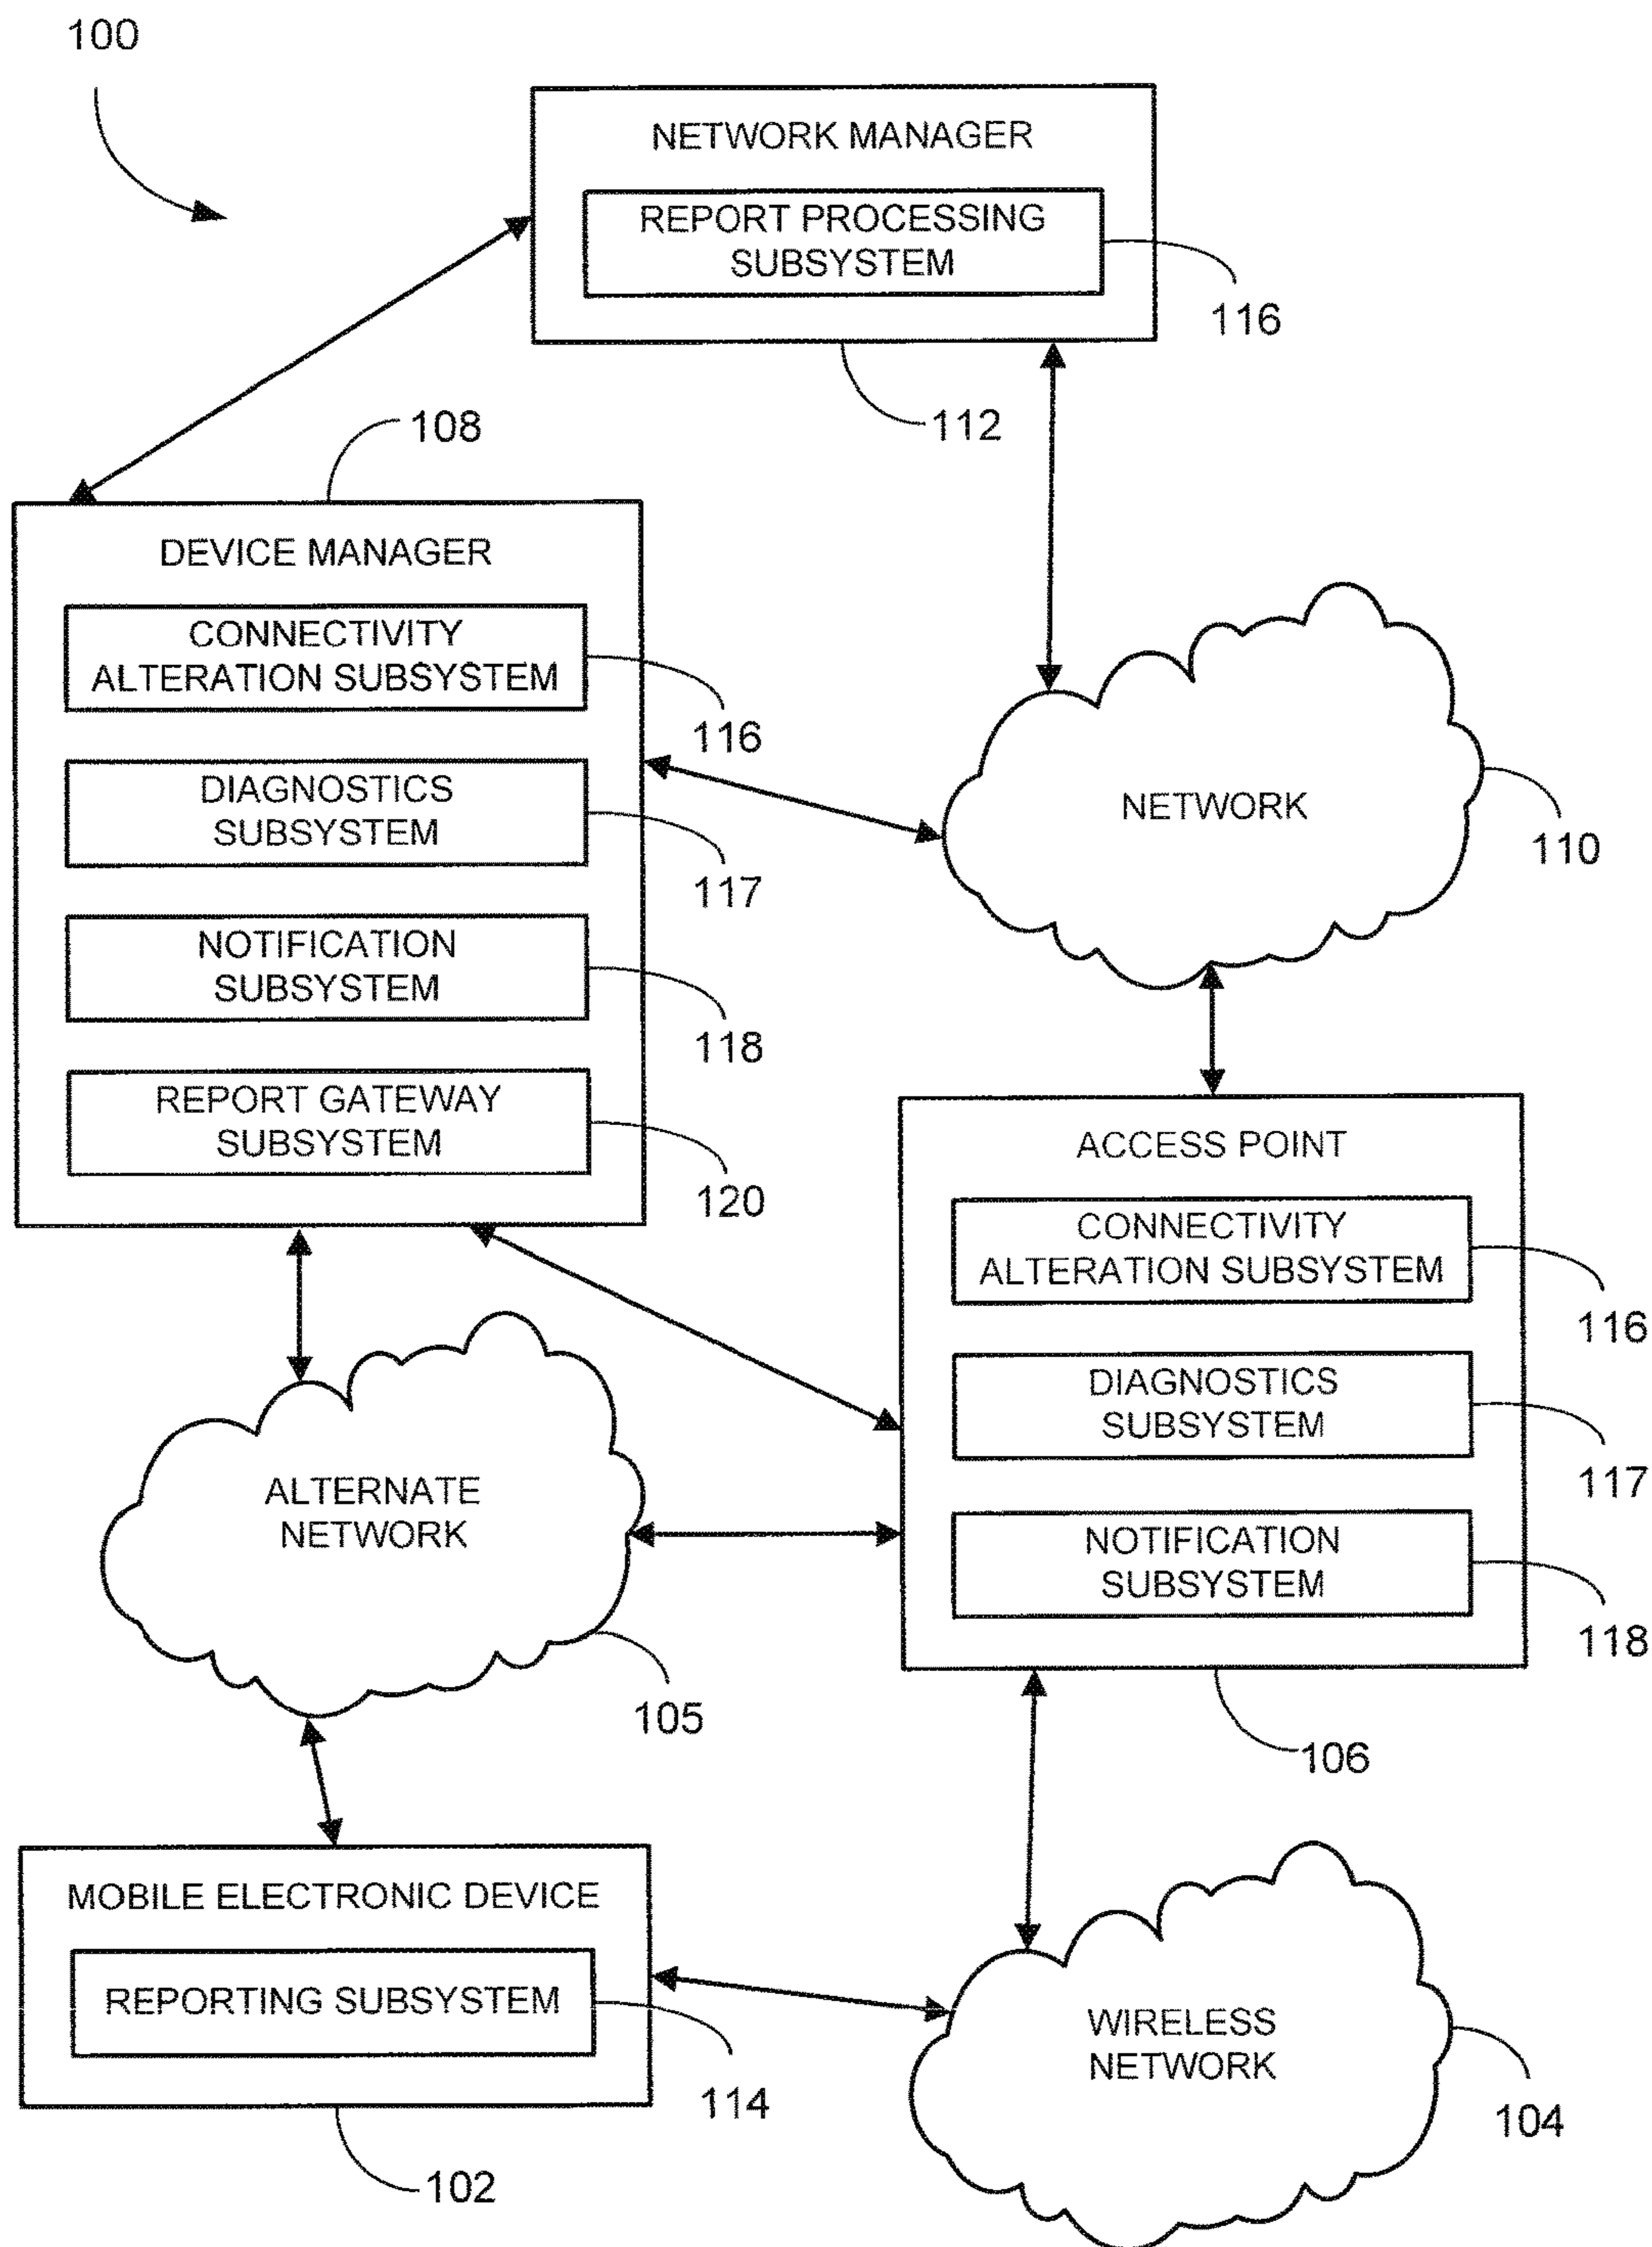 100
NETWORK MANAGER
REPORT PROCESSING
SUBSYSTEM
116
112
108
DEVICE MANAGER
CONNECTIVITY
ALTERATION SUBSYSTEM
116
DIAGNOSTICS
SUBSYSTEM
117
NOTIFICATION
SUBSYSTEM
118
REPORT GATEWAY
SUBSYSTEM
120
NETWORK
110
ACCESS POINT
CONNECTIVITY
ALTERATION SUBSYSTEM
116
DIAGNOSTICS
SUBSYSTEM
117
NOTIFICATION
SUBSYSTEM
118
106
ALTERNATE
NETWORK
105
MOBILE ELECTRONIC DEVICE
REPORTING SUBSYSTEM
114
102
WIRELESS
NETWORK
104